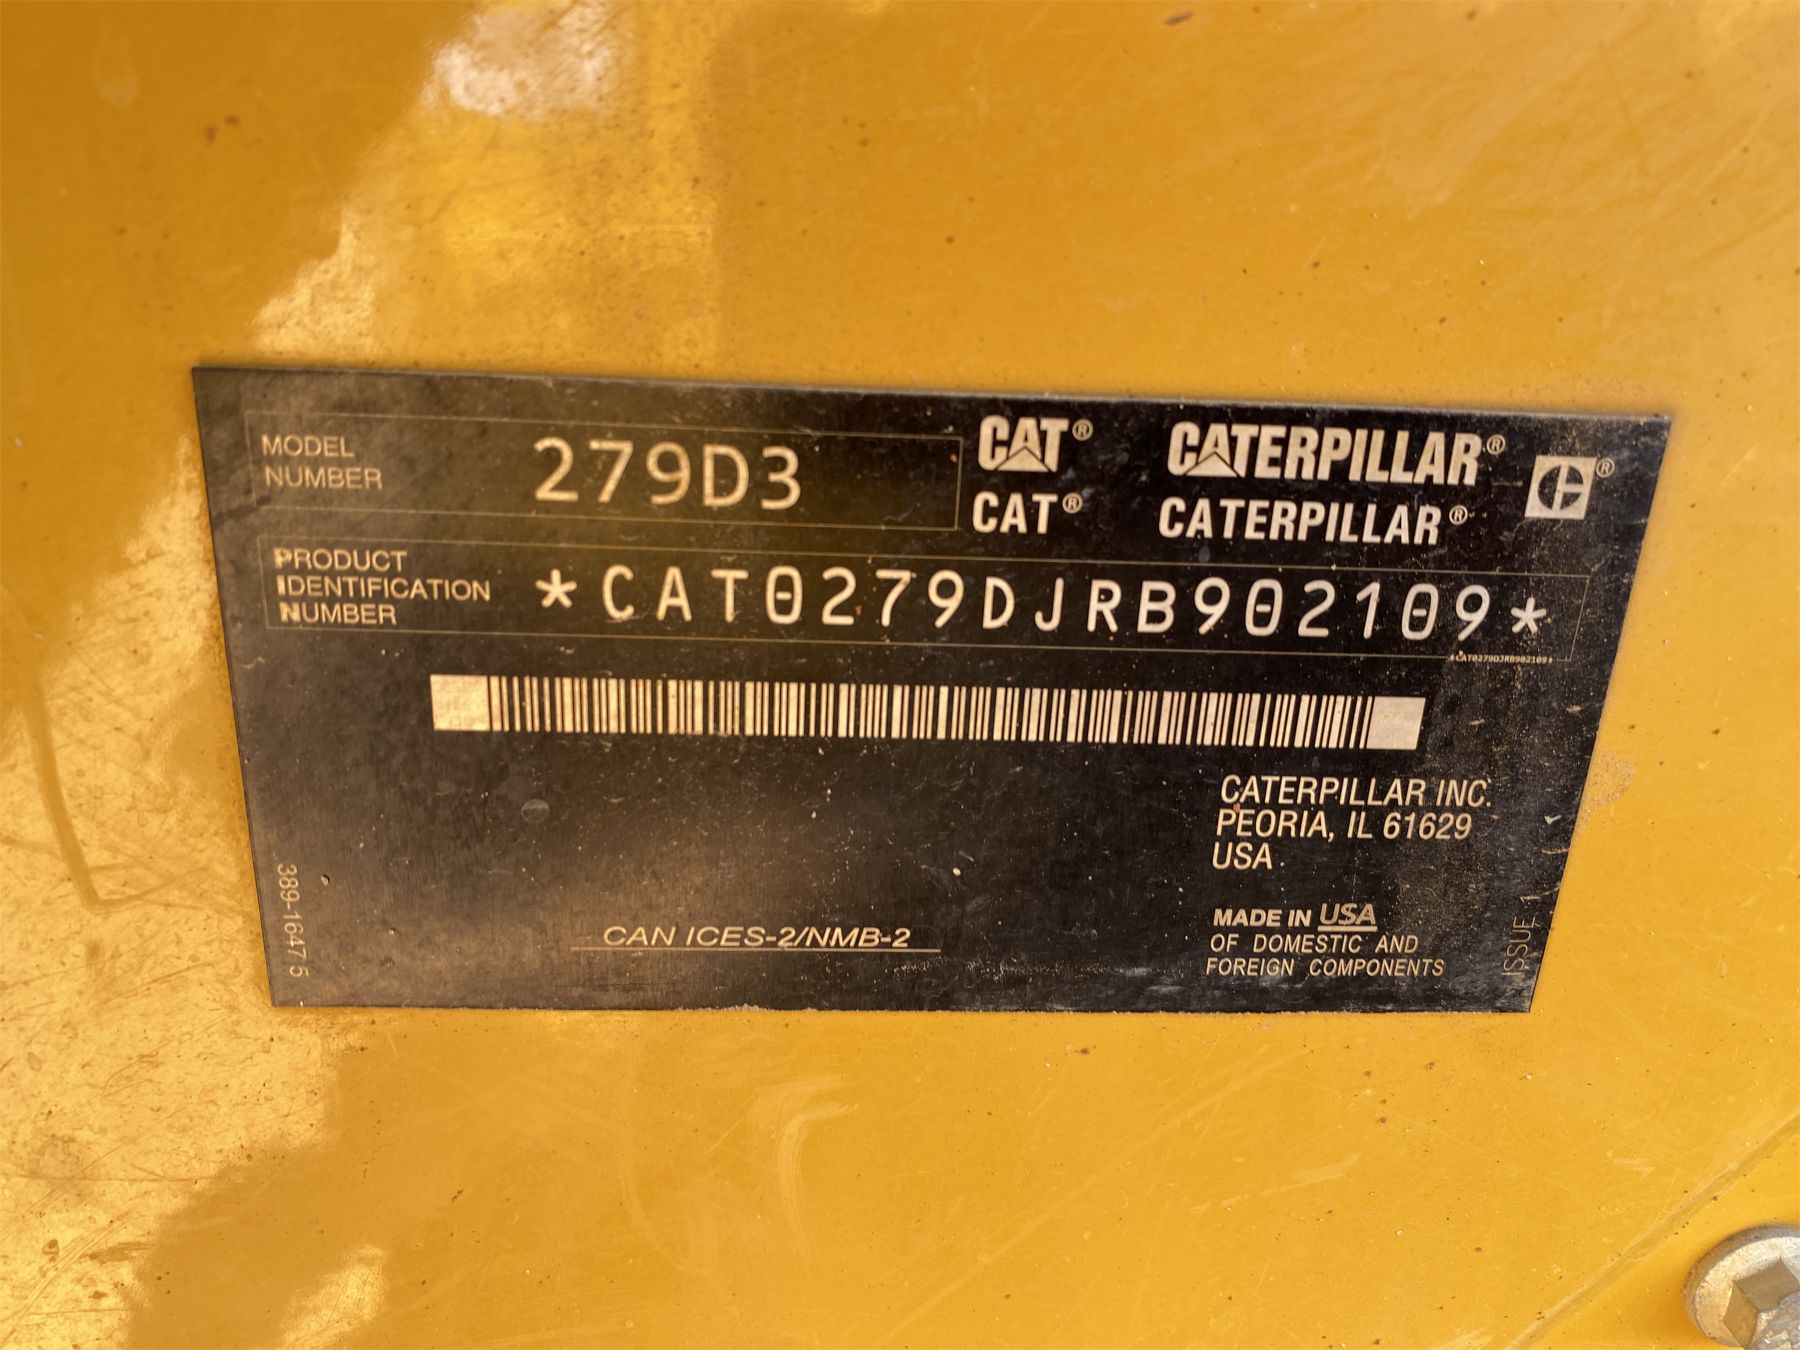 MODEL
NUMBER
279D3
CAT®
CATERPILLAR®
®
CAT®
CATERPILLAR®
PRODUCT
IDENTIFICATION
NUMBER
*CAT0279DJRB902109*
*CAT0279DJRB902109*
CATERPILLAR INC.
PEORIA, IL 61629
USA
389-1647 5
CAN ICES-2/NMB-2
MADE IN USA
OF DOMESTIC AND
FOREIGN COMPONENTS
ISSUE 1